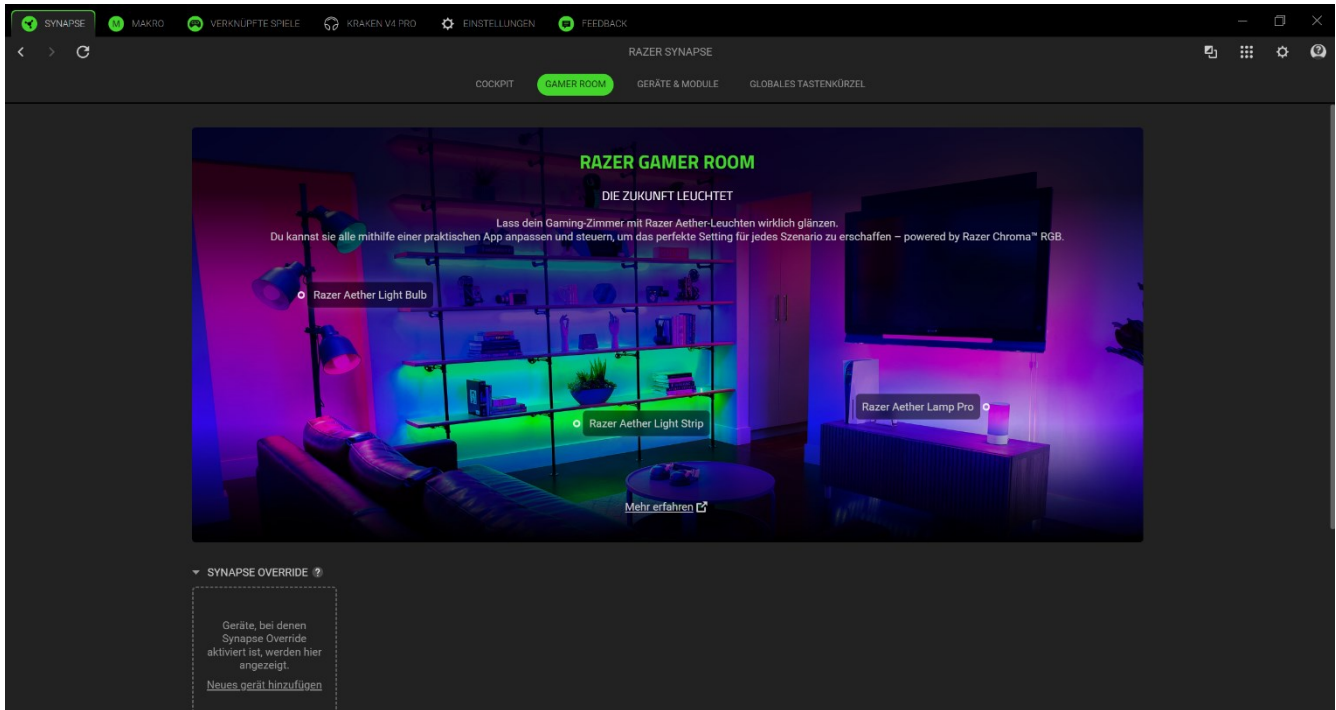 SYNAPSE
MAKRO
VERKNÜPFTE SPIELE
KRAKEN V4 PRO
EINSTELLUNGEN
FEEDBACK
RAZER SYNAPSE
COCKPIT
GAMER ROOM
GERÄTE & MODULE
GLOBALES TASTENKÜRZEL
RAZER GAMER ROOM
DIE ZUKUNFT LEUCHTET
Lass dein Gaming-Zimmer mit Razer Aether-Leuchten wirklich glänzen.
Du kannst sie alle mithilfe einer praktischen App anpassen und steuern, um das perfekte Setting für jedes Szenario zu erschaffen – powered by Razer Chroma™ RGB.
Razer Aether Light Bulb
Razer Aether Lamp Pro
Razer Aether Light Strip
Mehr erfahren
SYNAPSE OVERRIDE ?
Geräte, bei denen
Synapse Override
aktiviert ist, werden hier
angezeigt.
Neues gerät hinzufügen